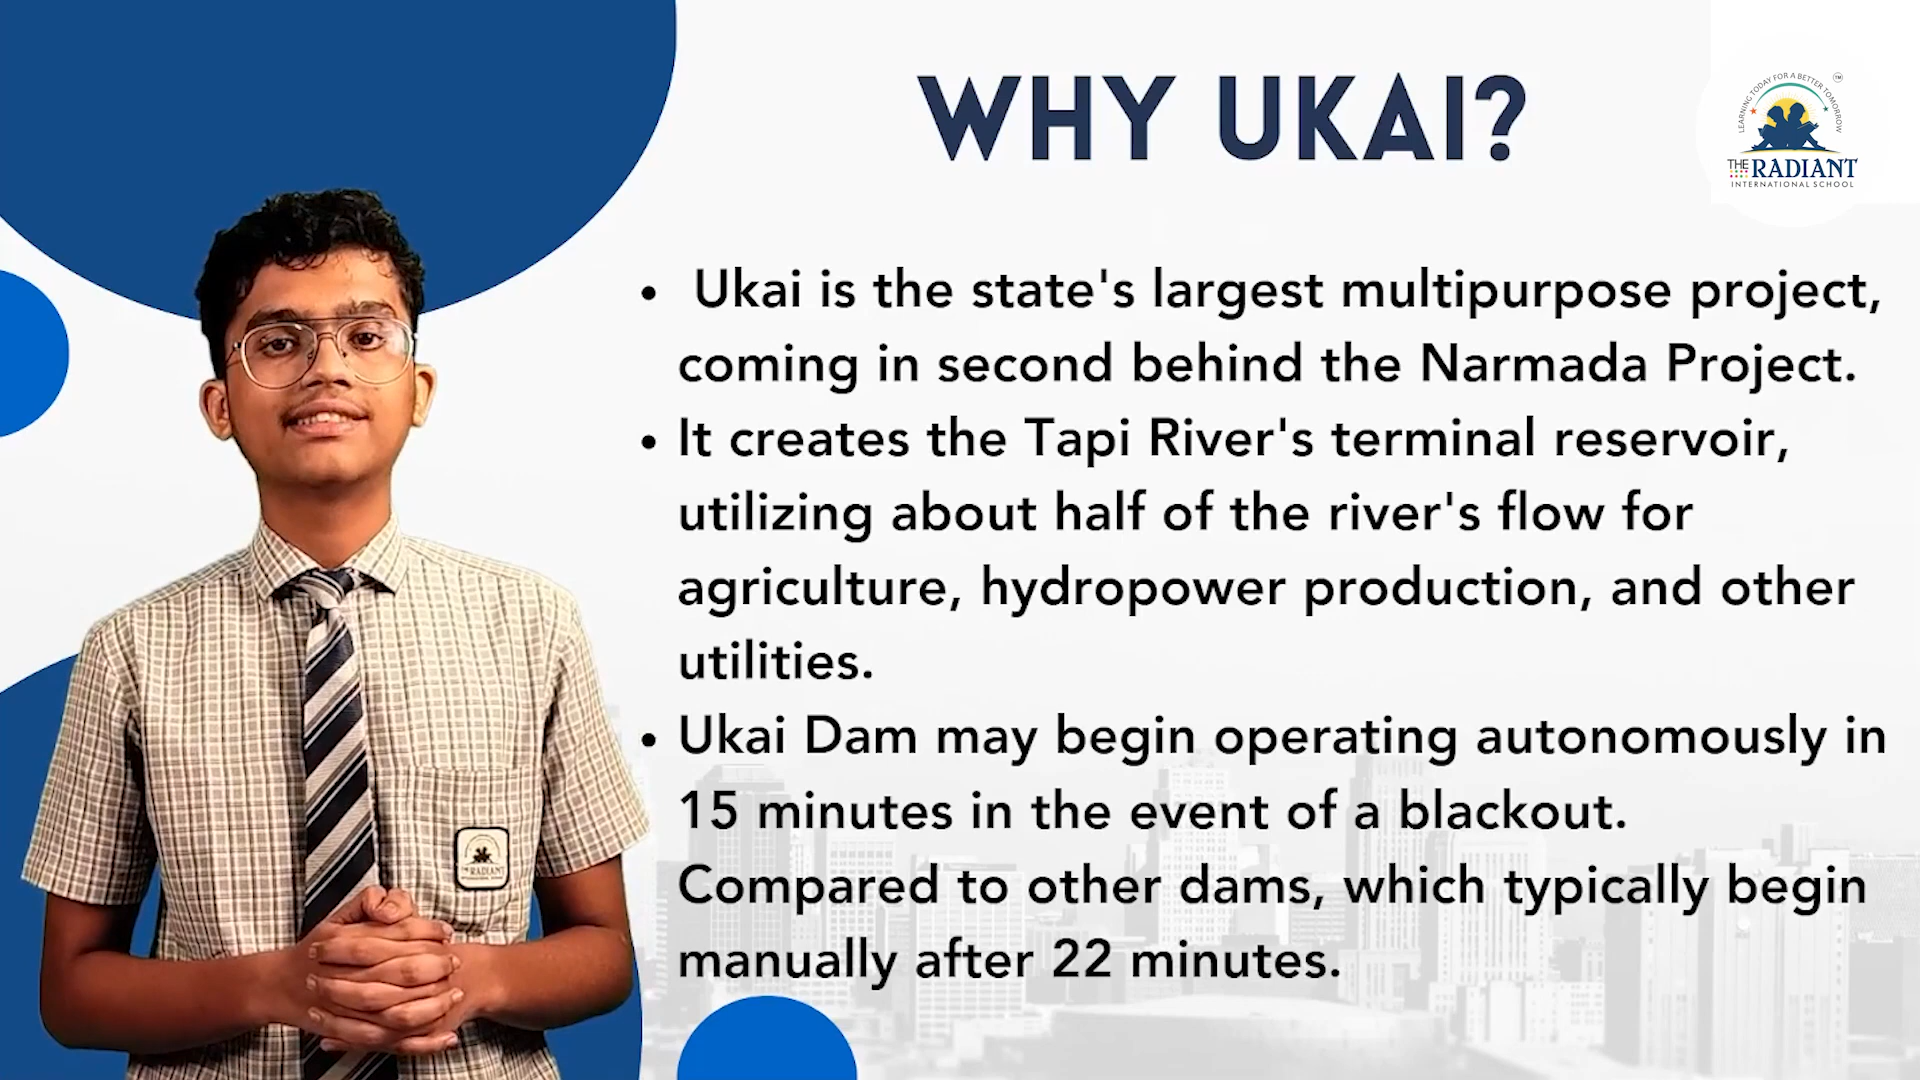 WHY UKAI?
LEARNING TODAY FOR A BETTER TOMORROW
TM
THE RADIANT
INTERNATIONAL SCHOOL
• Ukai is the state's largest multipurpose project,
coming in second behind the Narmada Project.
• It creates the Tapi River's terminal reservoir,
utilizing about half of the river's flow for
agriculture, hydropower production, and other
utilities.
• Ukai Dam may begin operating autonomously in
15 minutes in the event of a blackout.
Compared to other dams, which typically begin
manually after 22 minutes.
RADIANT